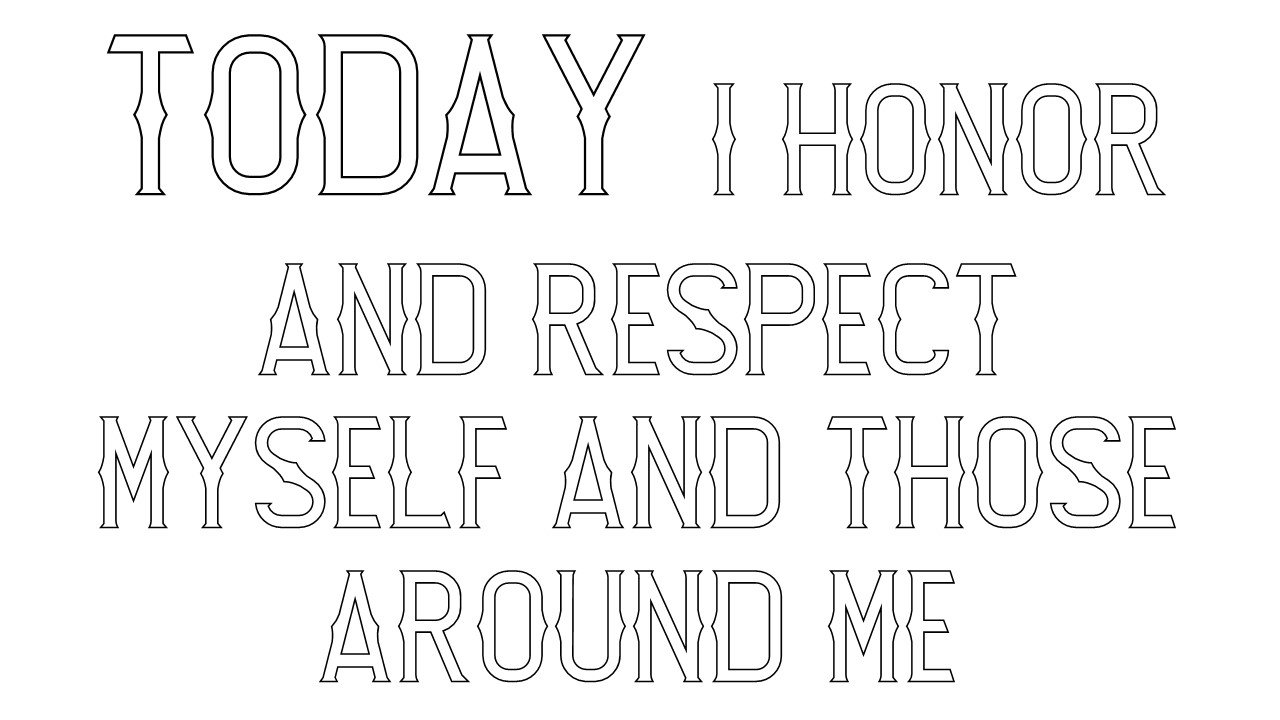 TODAY I HONOR
AND RESPECT
MYSELF AND THOSE
AROUND ME